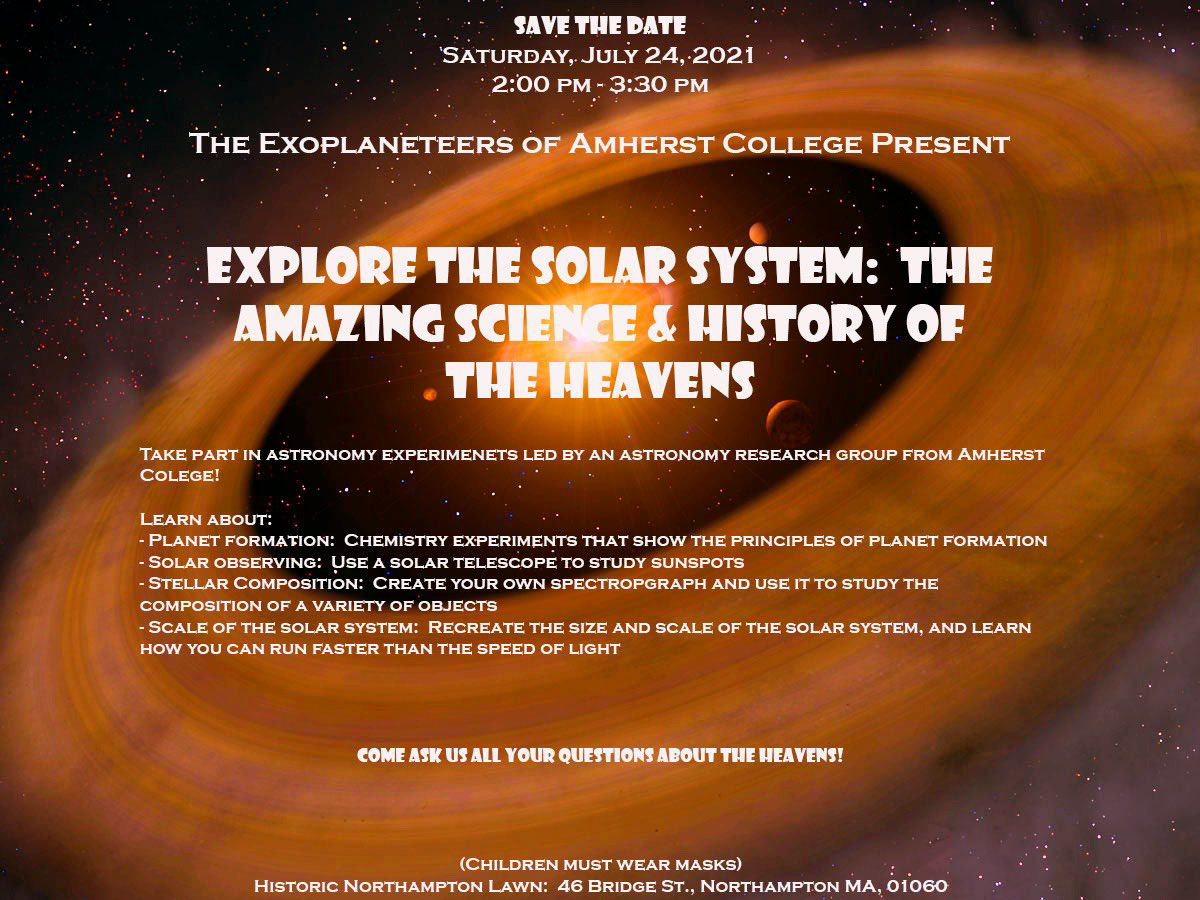 SAVE THE DATE
SATURDAY, JULY 24, 2021
2:00 PM - 3:30 PM
THE EXOPLANETEERS OF AMHERST COLLEGE PRESENT
EXPLORE THE SOLAR SYSTEM: THE
AMAZING SCIENCE & HISTORY OF
THE HEAVENS
TAKE PART IN ASTRONOMY EXPERIMENETS LED BY AN ASTRONOMY RESEARCH GROUP FROM AMHERST
COLEGE!
LEARN ABOUT:
- PLANET FORMATION: CHEMISTRY EXPERIMENTS THAT SHOW THE PRINCIPLES OF PLANET FORMATION
- SOLAR OBSERVING: USE A SOLAR TELESCOPE TO STUDY SUNSPOTS
- STELLAR COMPOSITION: CREATE YOUR OWN SPECTROPGRAPH AND USE IT TO STUDY THE
COMPOSITION OF A VARIETY OF OBJECTS
- SCALE OF THE SOLAR SYSTEM: RECREATE THE SIZE AND SCALE OF THE SOLAR SYSTEM, AND LEARN
HOW YOU CAN RUN FASTER THAN THE SPEED OF LIGHT
COME ASK US ALL YOUR QUESTIONS ABOUT THE HEAVENS!
(CHILDREN MUST WEAR MASKS)
HISTORIC NORTHAMPTON LAWN: 46 BRIDGE ST., NORTHAMPTON MA, 01060